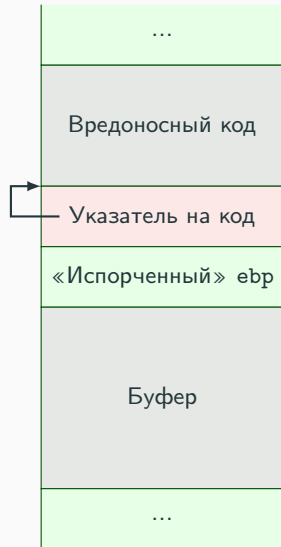 ...
Вредоносный код
Указатель на код
«Испорченный» ebp
Буфер
...